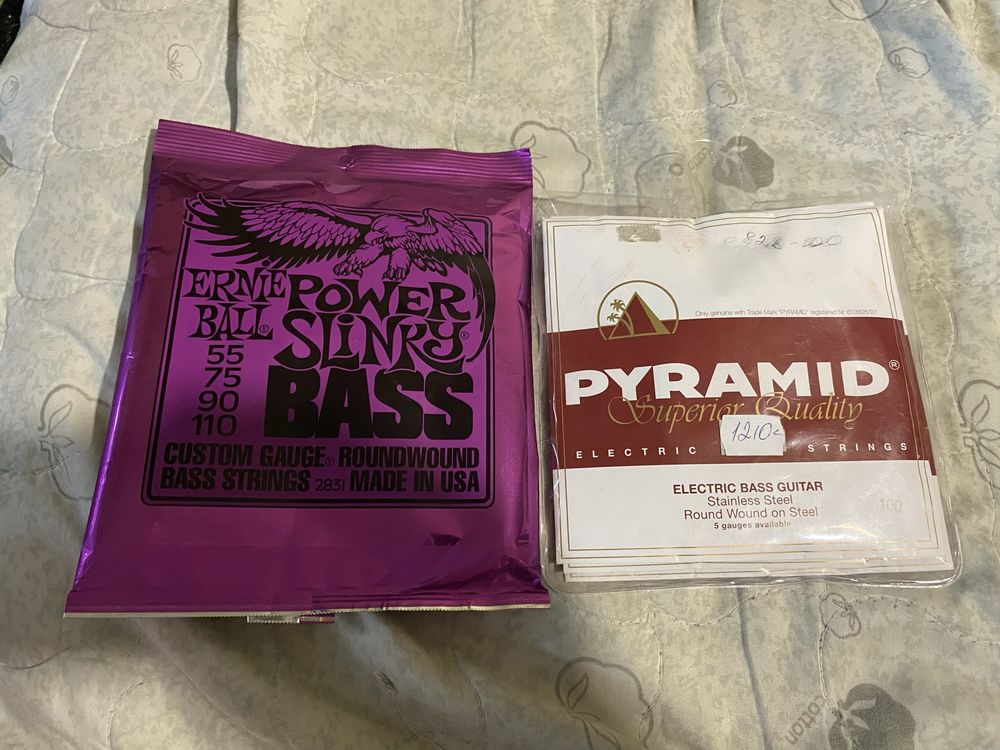 ERNIE
BALL®
POWER
SLINKY®
BASS
55
75
90
110
CUSTOM GAUGE® ROUNDWOUND
BASS STRINGS 2831 MADE IN USA
Only genuine with Trade Mark "PYRAMID" registered Nr. 613826/27
PYRAMID®
Superior Quality
1210
ELECTRIC STRINGS
ELECTRIC BASS GUITAR
Stainless Steel
Round Wound on Steel
5 gauges available
100
otton